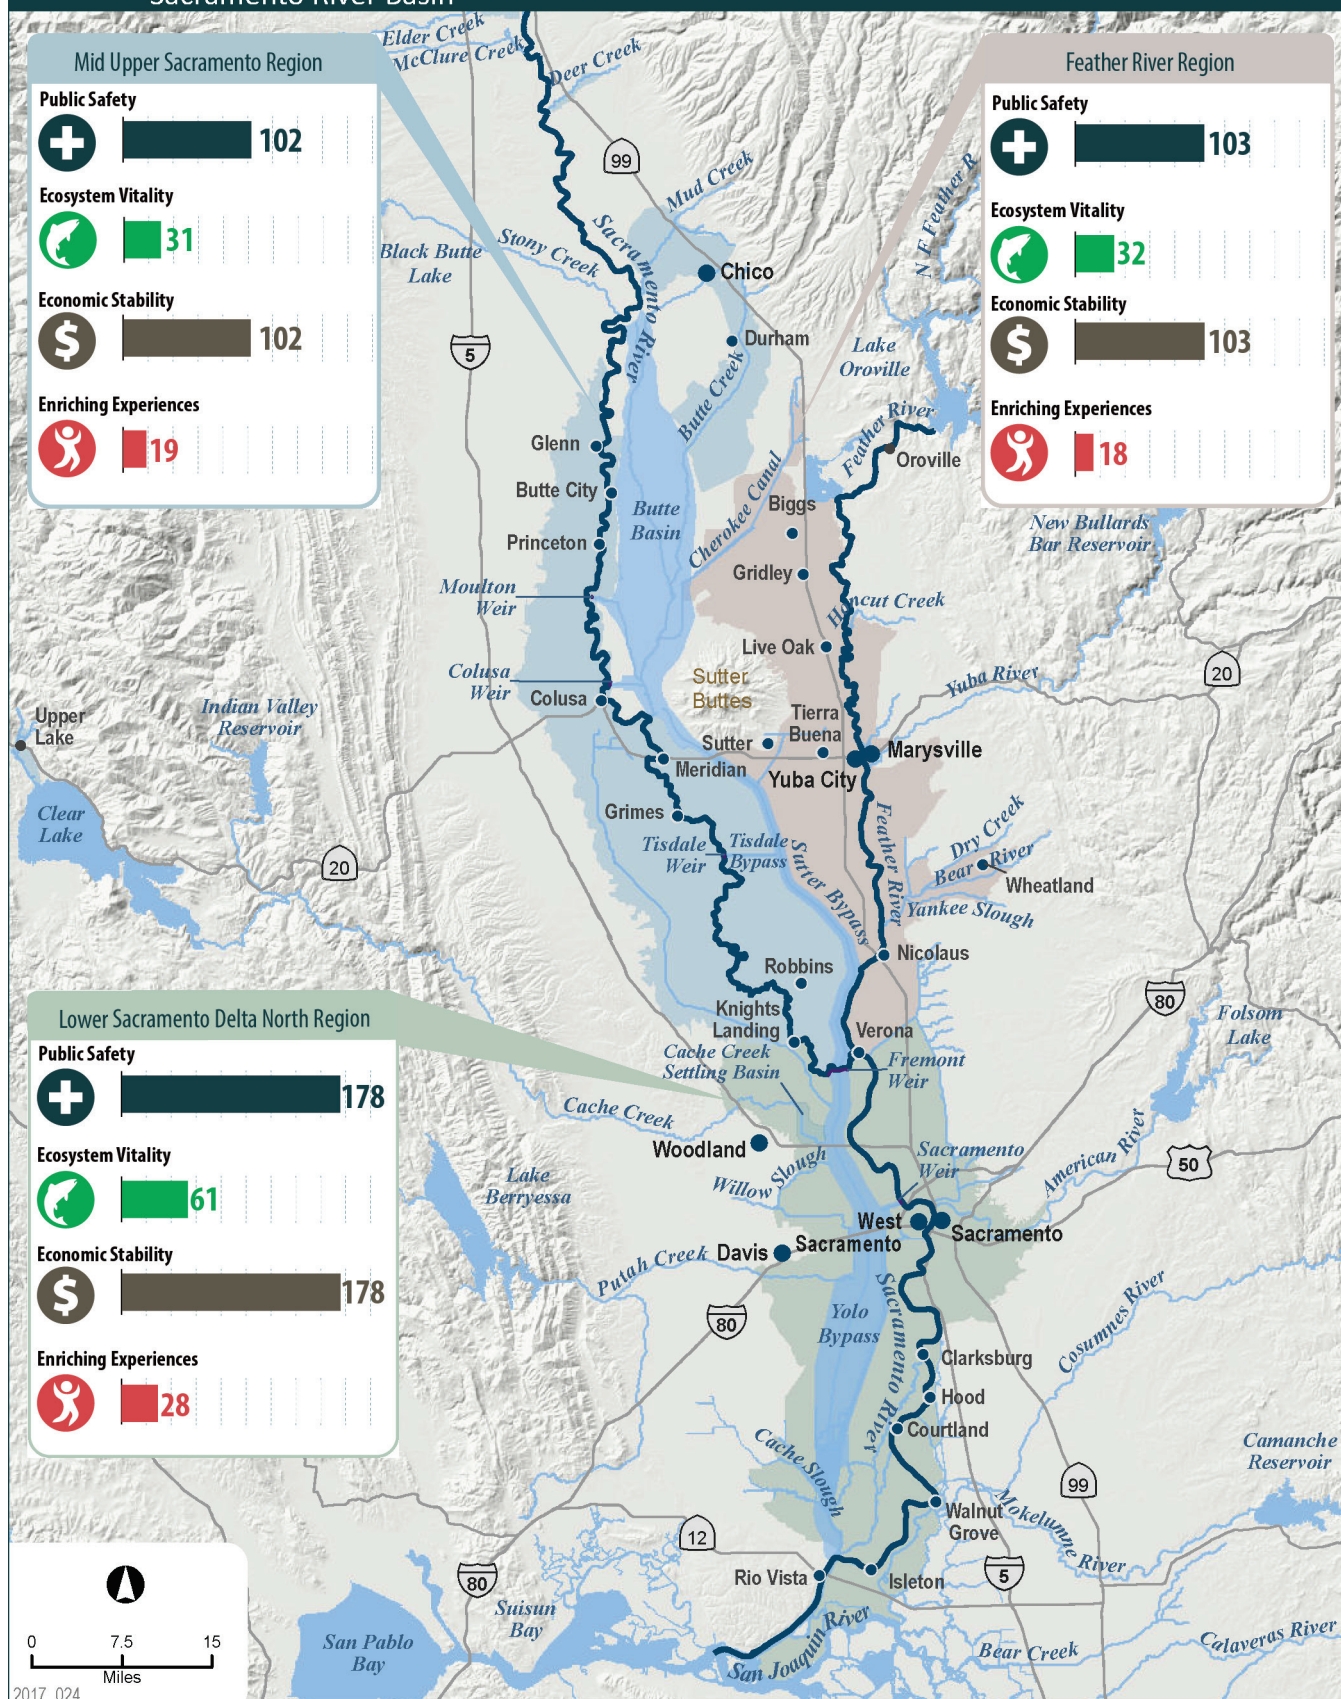 Sacramento River Basin
Mid Upper Sacramento Region
Public Safety
102
Ecosystem Vitality
31
Economic Stability
102
Enriching Experiences
19
Feather River Region
Public Safety
103
Ecosystem Vitality
32
Economic Stability
103
Enriching Experiences
18
Lower Sacramento Delta North Region
Public Safety
178
Ecosystem Vitality
61
Economic Stability
178
Enriching Experiences
28
Elder Creek
McClure Creek
Deer Creek
99
Mud Creek
Sacramento River
Stony Creek
Black Butte
Lake
Chico
5
Durham
Butte Creek
N F Feather R
Lake
Oroville
Feather River
Oroville
Glenn
Butte City
Butte
Basin
Cherokee Canal
Biggs
Princeton
Gridley
New Bullards
Bar Reservoir
Moulton
Weir
Honcut Creek
Live Oak
Colusa
Weir
Colusa
Sutter
Buttes
Yuba River
20
Indian Valley
Reservoir
Upper
Lake
Tierra
Buena
Sutter
Marysville
Meridian
Yuba City
Grimes
Clear
Lake
20
Tisdale
Weir
Tisdale
Bypass
Sutter Bypass
Feather River
Dry Creek
Bear River
Wheatland
Yankee Slough
Nicolaus
Robbins
Knights
Landing
Verona
80
Folsom
Lake
Cache Creek
Settling Basin
Fremont
Weir
Cache Creek
Woodland
Willow Slough
Sacramento
Weir
American River
50
Lake
Berryessa
West
Sacramento
Sacramento
Davis
Putah Creek
80
Yolo
Bypass
Sacramento River
Cosumnes River
Clarksburg
Hood
Courtland
Cache Slough
Camanche
Reservoir
99
Walnut
Grove
Mokelumne River
12
Rio Vista
Isleton
5
80
Suisun
Bay
San Pablo
Bay
San Joaquin River
Bear Creek
Calaveras River
0 7.5 15
Miles
2017_024